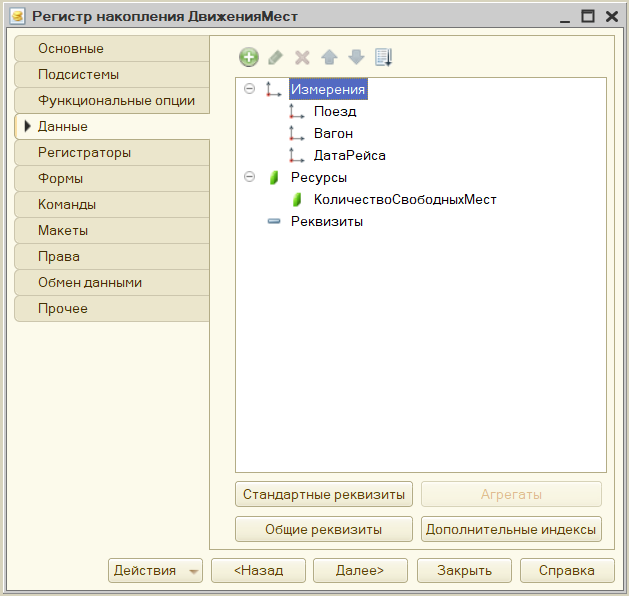 Регистр накопления ДвиженияМест
Основные
Подсистемы
Функциональные опции
Данные
Регистраторы
Формы
Команды
Макеты
Права
Обмен данными
Прочее
Измерения
Поезд
Вагон
ДатаРейса
Ресурсы
КоличествоСвободныхМест
Реквизиты
Стандартные реквизиты
Агрегаты
Общие реквизиты
Дополнительные индексы
Действия
<Назад
Далее>
Закрыть
Справка